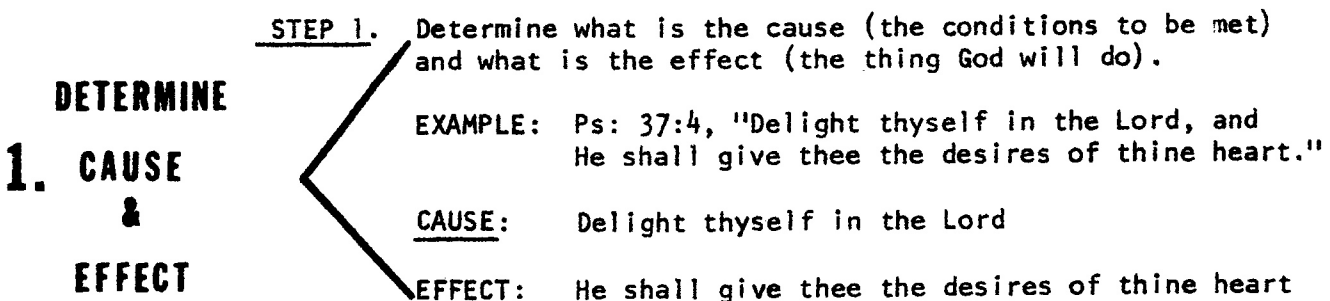 1. DETERMINE
CAUSE
&
EFFECT
STEP 1. Determine what is the cause (the conditions to be met)
and what is the effect (the thing God will do).
EXAMPLE: Ps: 37:4, "Delight thyself in the Lord, and
He shall give thee the desires of thine heart."
CAUSE: Delight thyself in the Lord
EFFECT: He shall give thee the desires of thine heart